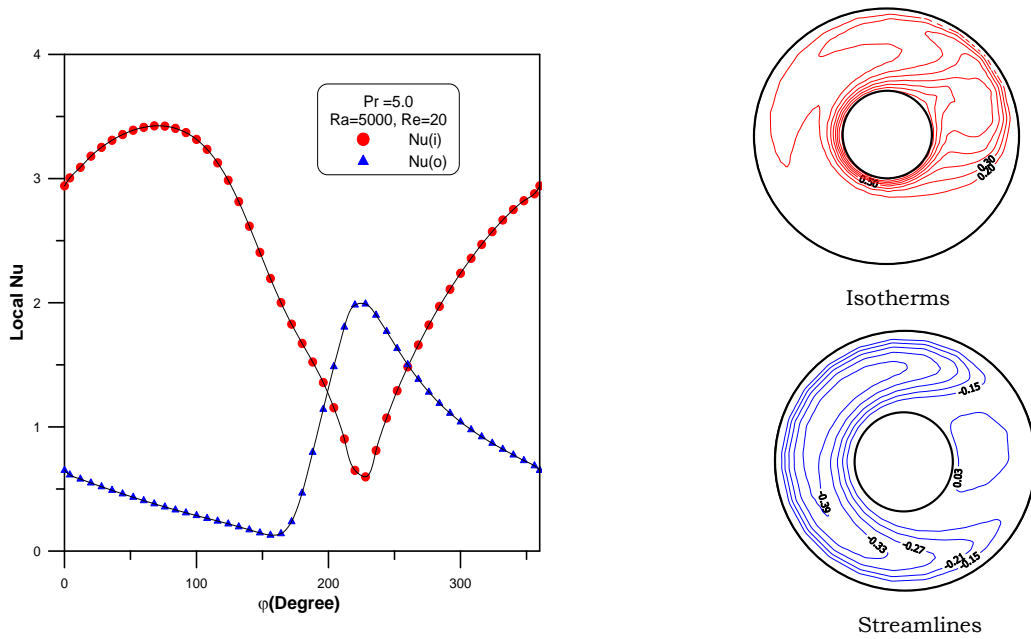 4
3
2
1
0
Local Nu
0
100
200
300
φ(Degree)
Pr =5.0
Ra=5000, Re=20
Nu(i)
Nu(o)
0.50
0.30
0.20
Isotherms
-0.15
0.03
-0.39
-0.33
-0.27
-0.21
-0.15
Streamlines